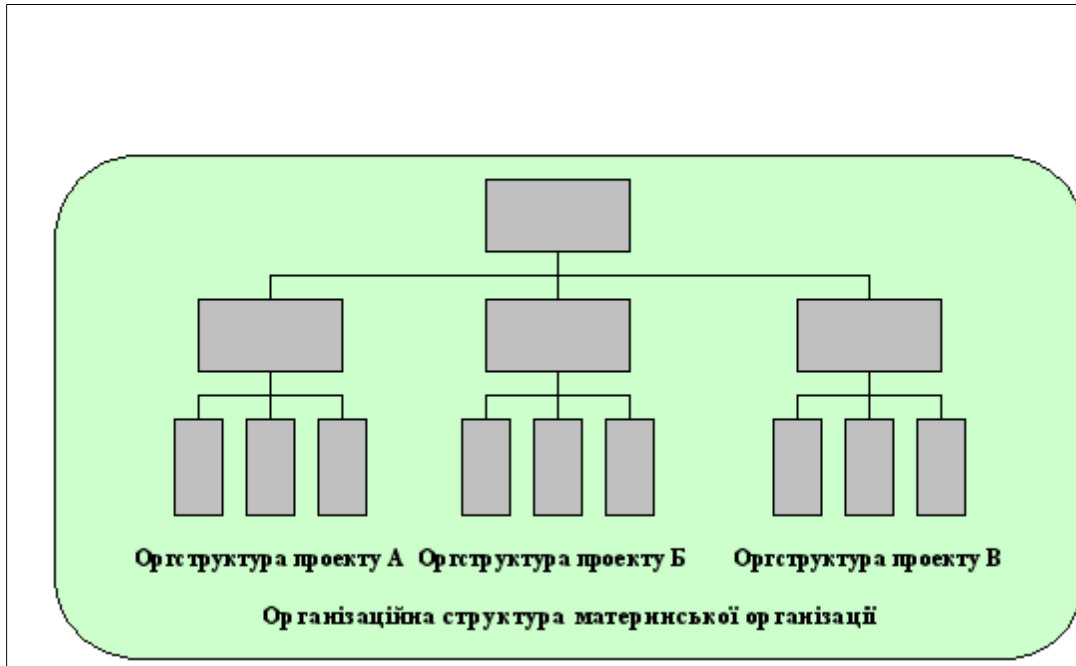 Оргструктура проекту А Оргструктура проекту Б Оргструктура проекту В
Організаційна структура материнської організації